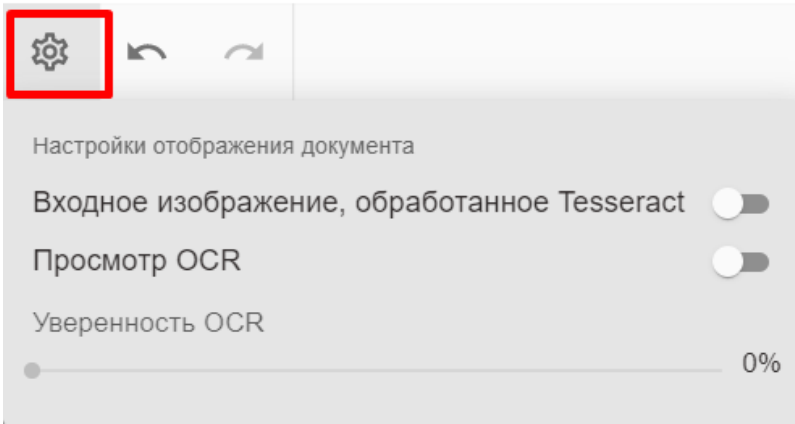 Настройки отображения документа
Входное изображение, обработанное Tesseract
Просмотр OCR
Уверенность OCR
0%